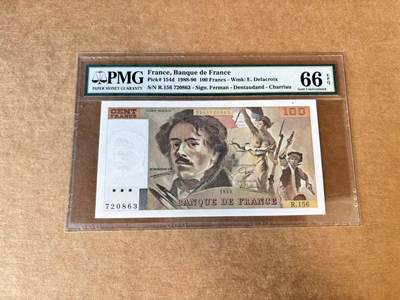 PMG
PAPER MONEY GUARANTY
France, Banque de France
Pick# 154d 1988-90 100 Francs - Wmk: E. Delacroix
S/N R.156 720863 - Sign. Ferman - Dentaudand - Charriau
66 EPQ
Gem Uncirculated
CENT FRANCS
100
BANQUE DE FRANCE
720863
R.156